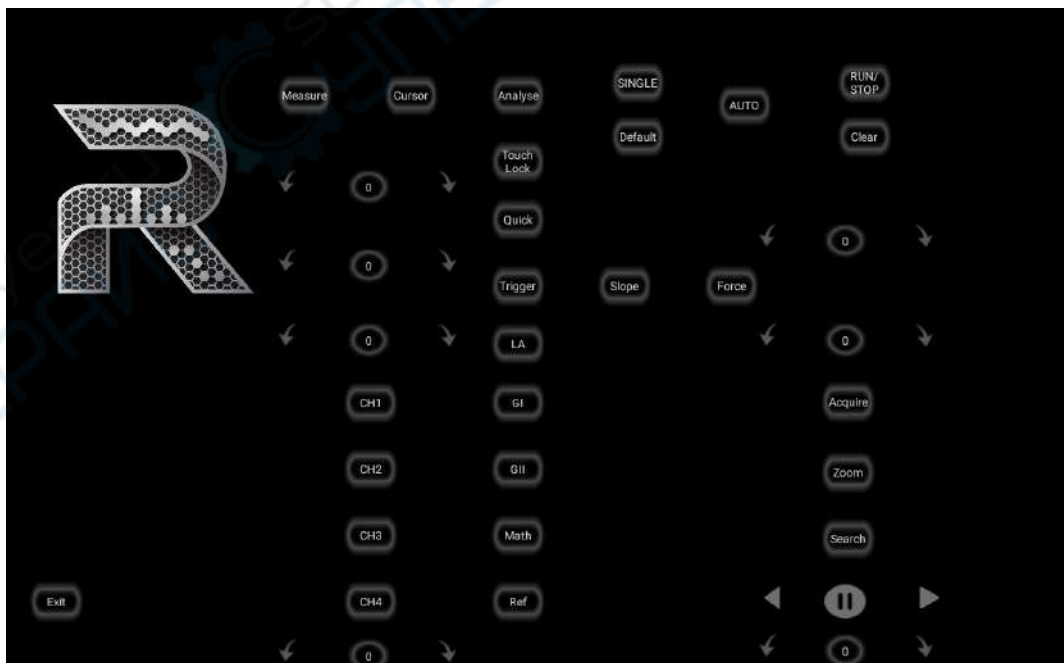 Measure
Cursor
Analyse
SINGLE
AUTO
RUN/
STOP
Default
Clear
Touch
Lock
0
Quick
0
0
Trigger
Slope
Force
0
LA
0
CH1
GI
Acquire
CH2
GII
Zoom
CH3
Math
Search
Exit
CH4
Ref
0
0